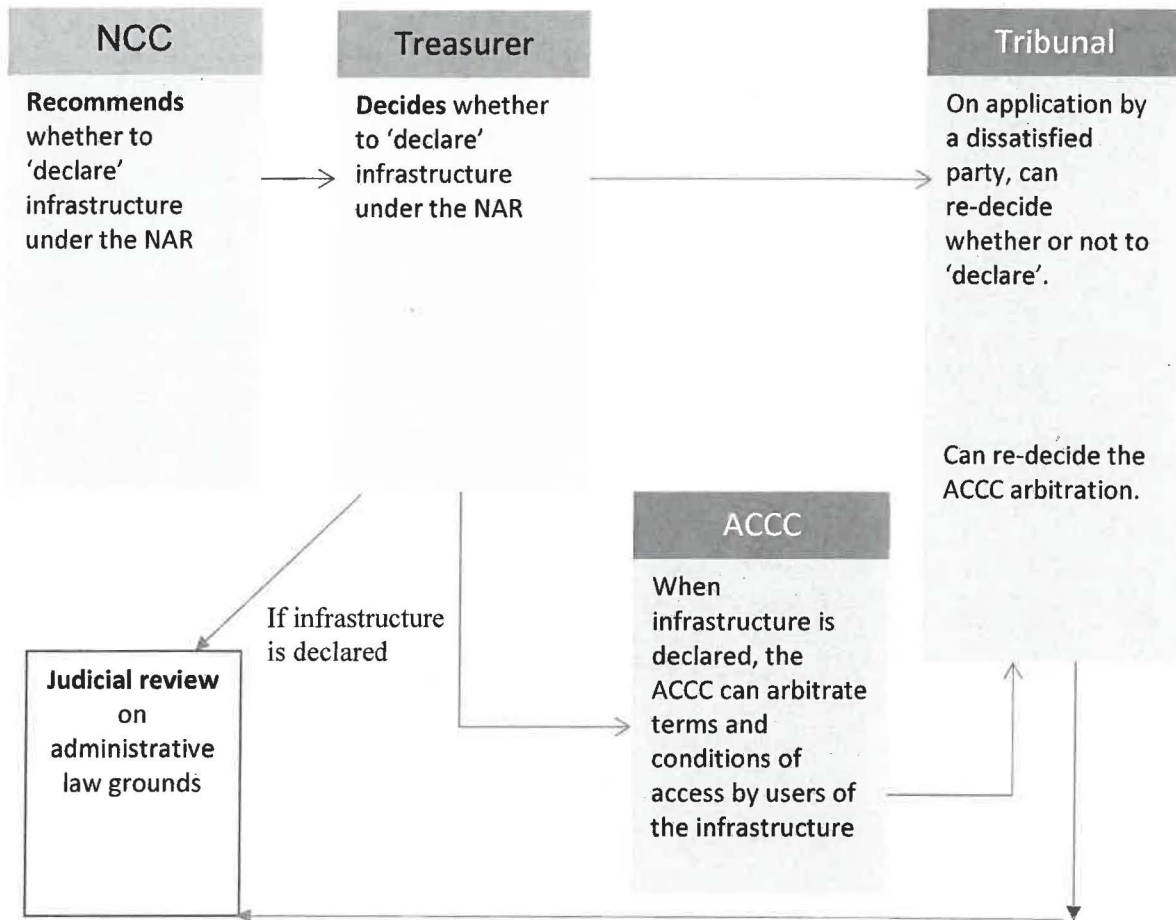 NCC
Recommends
whether to
‘declare’
infrastructure
under the NAR
Treasurer
Decides whether
to ‘declare’
infrastructure
under the NAR
Tribunal
On application by
a dissatisfied
party, can
re-decide
whether or not to
‘declare’.
Can re-decide the
ACCC arbitration.
ACCC
When
infrastructure is
declared, the
ACCC can arbitrate
terms and
conditions of
access by users of
the infrastructure
If infrastructure
is declared
Judicial review
on
administrative
law grounds